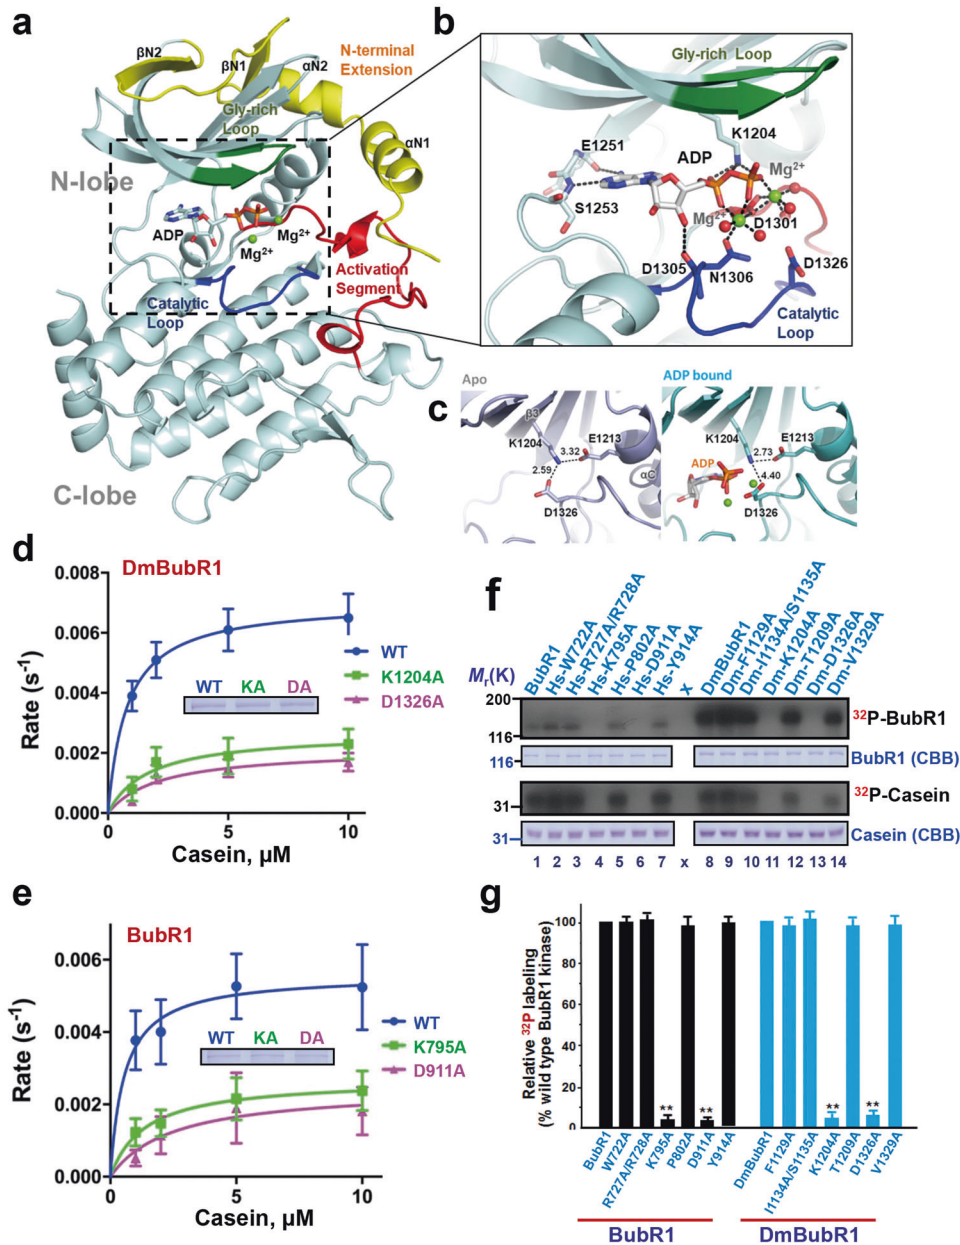 a
βN2
βN1
αN2
N-terminal
Extension
Gly-rich
Loop
αN1
N-lobe
ADP
Mg2+
Mg2+
Activation
Segment
Catalytic
Loop
C-lobe
b
Gly-rich Loop
K1204
E1251
ADP
Mg2+
S1253
Mg2+
D1301
D1305
N1306
D1326
Catalytic
Loop
c
Apo
β3
K1204
E1213
3.32
2.59
αC
D1326
ADP bound
K1204
E1213
2.73
ADP
4.40
D1326
d
DmBubR1
Rate (s-1)
0.008
0.006
0.004
0.002
0.000
0 5 10
Casein, µM
WT KA DA
WT
K1204A
D1326A
e
BubR1
Rate (s-1)
0.006
0.004
0.002
0.000
0 5 10
Casein, µM
WT KA DA
WT
K795A
D911A
f
Mr(K)
BubR1
Hs-W722A
Hs-R727A/R728A
Hs-K795A
Hs-P802A
Hs-D911A
Hs-Y914A
x
DmBubR1
Dm-F1129A
Dm-I1134A/S1135A
Dm-K1204A
Dm-T1209A
Dm-D1326A
Dm-V1329A
200
116
32P-BubR1
116
BubR1 (CBB)
31
32P-Casein
31
Casein (CBB)
1 2 3 4 5 6 7 x 8 9 10 11 12 13 14
g
Relative 32P labeling
(% wild type BubR1 kinase)
100
80
60
40
20
0
** ** ** **
BubR1
W722A
R727A/R728A
K795A
P802A
D911A
Y914A
DmBubR1
F1129A
I1134A/S1135A
K1204A
T1209A
D1326A
V1329A
BubR1
DmBubR1